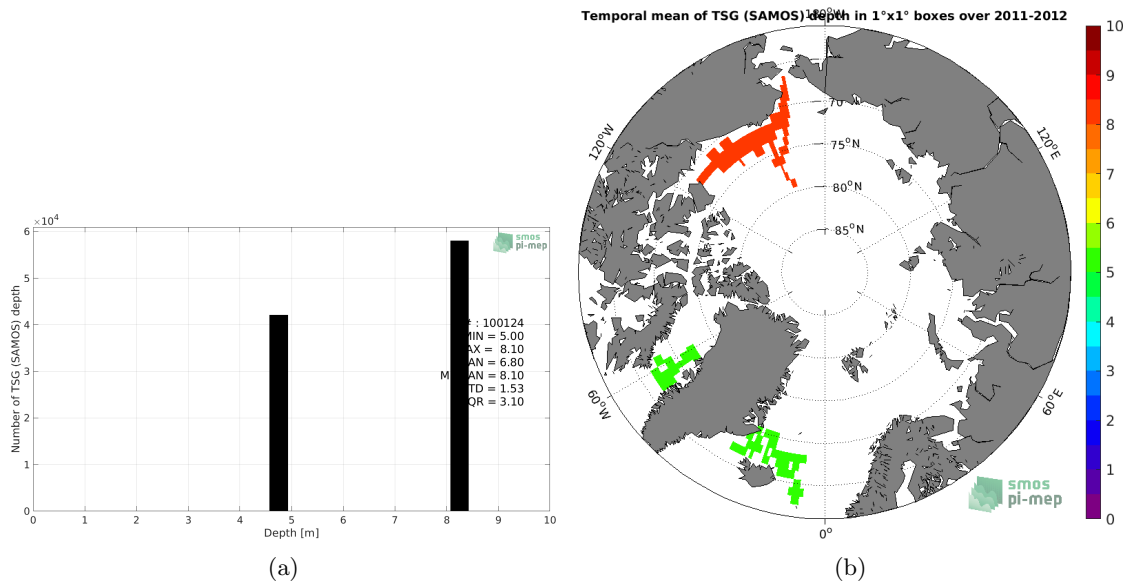 Temporal mean of TSG (SAMOS) depth in 1°x1° boxes over 2011-2012
180°W
×10⁴
6
5
4
3
2
1
0
Number of TSG (SAMOS) depth
smos
pi-mep
# : 100124
MIN = 5.00
AX = 8.10
AN = 6.80
M AN = 8.10
TD = 1.53
QR = 3.10
0 1 2 3 4 5 6 7 8 9 10
Depth [m]
(a)
120°W
60°W
0°
60°E
120°E
70°N
75°N
80°N
85°N
smos
pi-mep
10
9
8
7
6
5
4
3
2
1
0
(b)